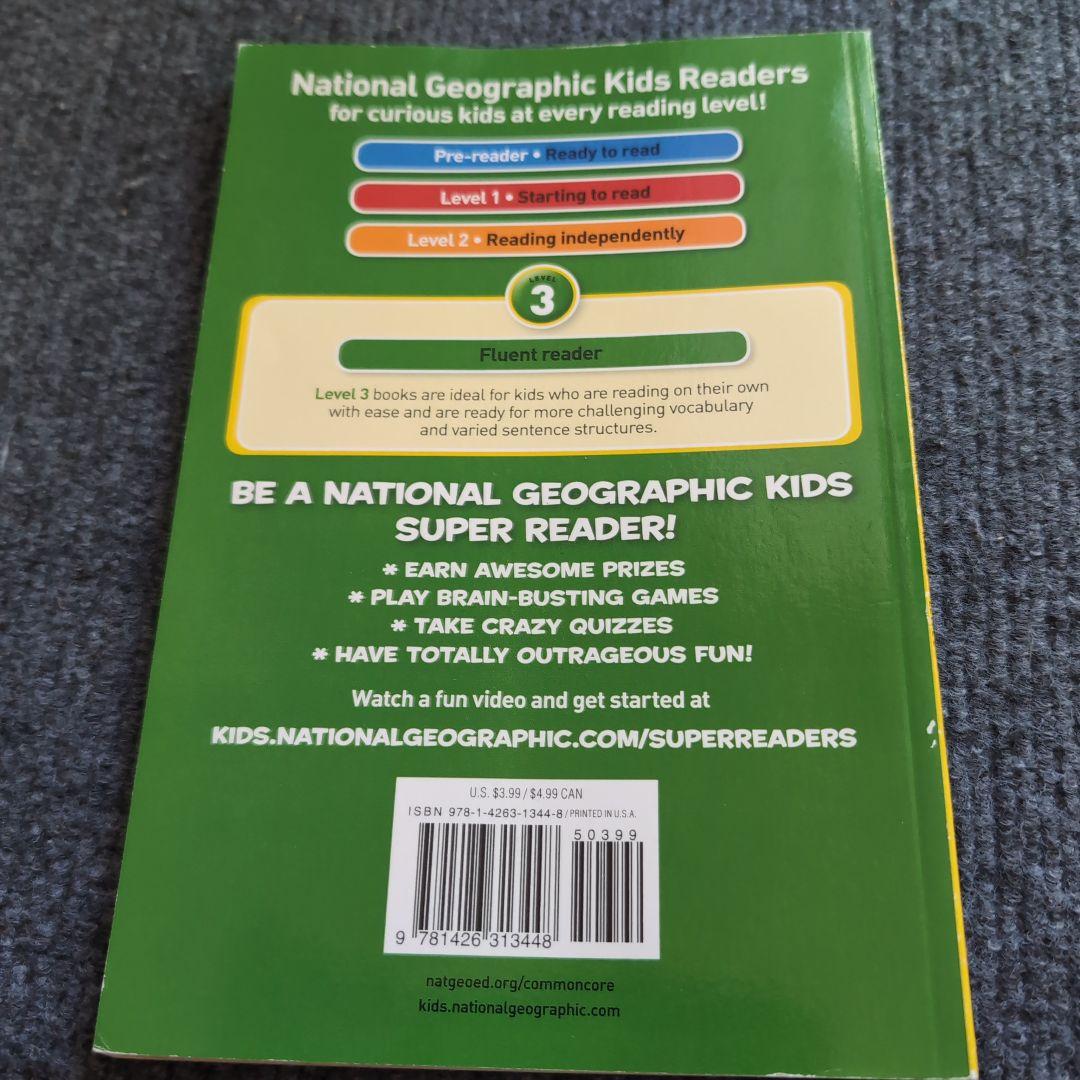 National Geographic Kids Readers
for curious kids at every reading level!
Pre-reader • Ready to read
Level 1 • Starting to read
Level 2 • Reading independently
LEVEL
3
Fluent reader
Level 3 books are ideal for kids who are reading on their own
with ease and are ready for more challenging vocabulary
and varied sentence structures.
BE A NATIONAL GEOGRAPHIC KIDS
SUPER READER!
* EARN AWESOME PRIZES
* PLAY BRAIN-BUSTING GAMES
* TAKE CRAZY QUIZZES
* HAVE TOTALLY OUTRAGEOUS FUN!
Watch a fun video and get started at
KIDS.NATIONALGEOGRAPHIC.COM/SUPERREADERS
U.S. $3.99 / $4.99 CAN
ISBN 978-1-4263-1344-8 / PRINTED IN U.S.A.
50399
9 781426 313448
natgeoed.org/commoncore
kids.nationalgeographic.com